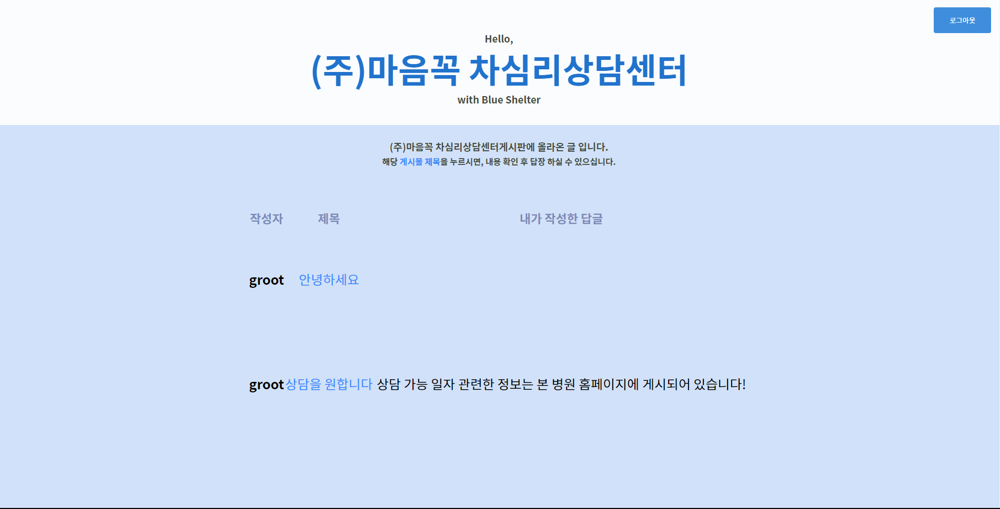 로그아웃
Hello,
(주)마음꼭 차심리상담센터
with Blue Shelter
(주)마음꼭 차심리상담센터게시판에 올라온 글 입니다.
해당 게시물 제목을 누르시면, 내용 확인 후 답장 하실 수 있으십니다.
작성자 제목 내가 작성한 답글
groot 안녕하세요
groot 상담을 원합니다 상담 가능 일자 관련한 정보는 본 병원 홈페이지에 게시되어 있습니다!